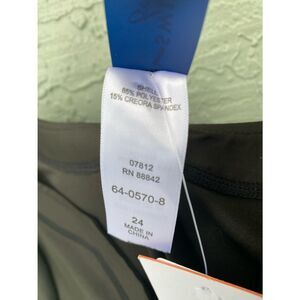 SHELL
85% POLYESTER
15% CREORA SPANDEX
07812
RN 88842
64-0570-8
24
MADE IN
CHINA